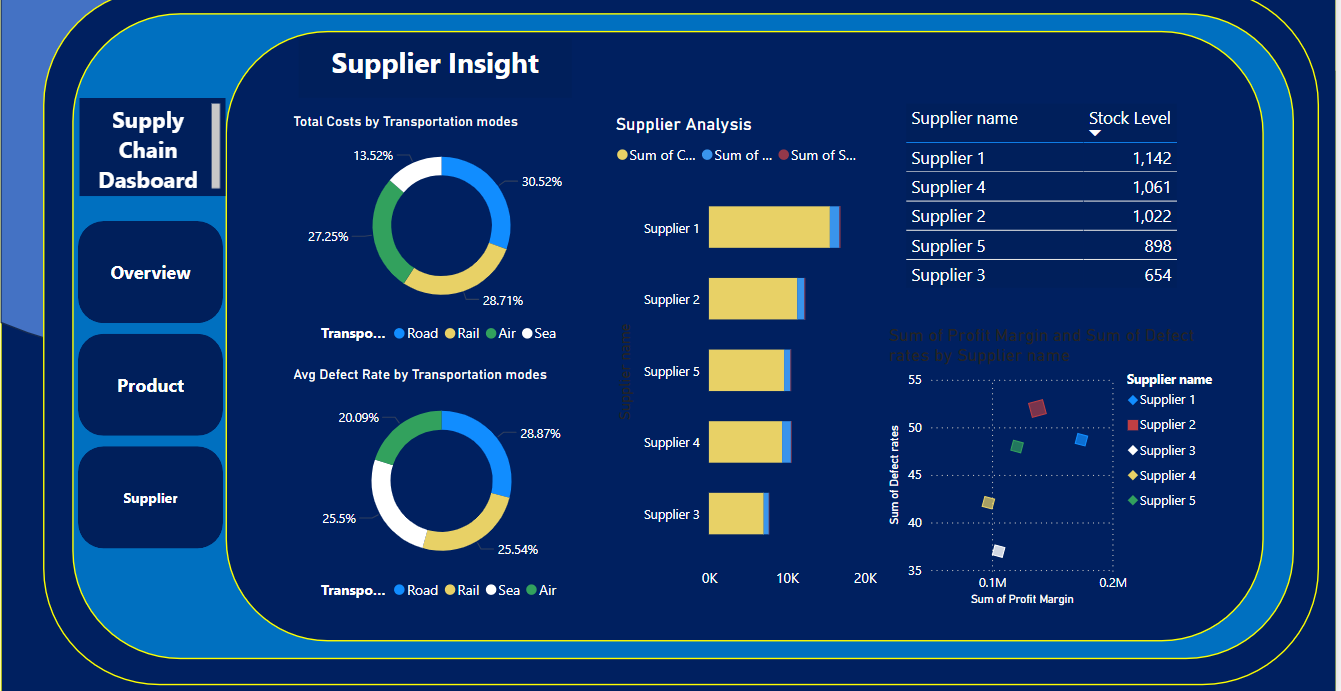 Supplier Insight
Supply
Chain
Dasboard
Overview
Product
Supplier
Total Costs by Transportation modes
13.52%
30.52%
27.25%
28.71%
Transpo... Road Rail Air Sea
Avg Defect Rate by Transportation modes
20.09%
28.87%
25.5%
25.54%
Transpo... Road Rail Sea Air
Supplier Analysis
Sum of C... Sum of ... Sum of S...
Supplier name
Supplier 1
Supplier 2
Supplier 5
Supplier 4
Supplier 3
0K 10K 20K
Supplier name Stock Level
Supplier 1 1,142
Supplier 4 1,061
Supplier 2 1,022
Supplier 5 898
Supplier 3 654
Sum of Profit Margin and Sum of Defect
rates by Supplier name
Sum of Defect rates
55
50
45
40
35
0.1M 0.2M
Sum of Profit Margin
Supplier name
Supplier 1
Supplier 2
Supplier 3
Supplier 4
Supplier 5